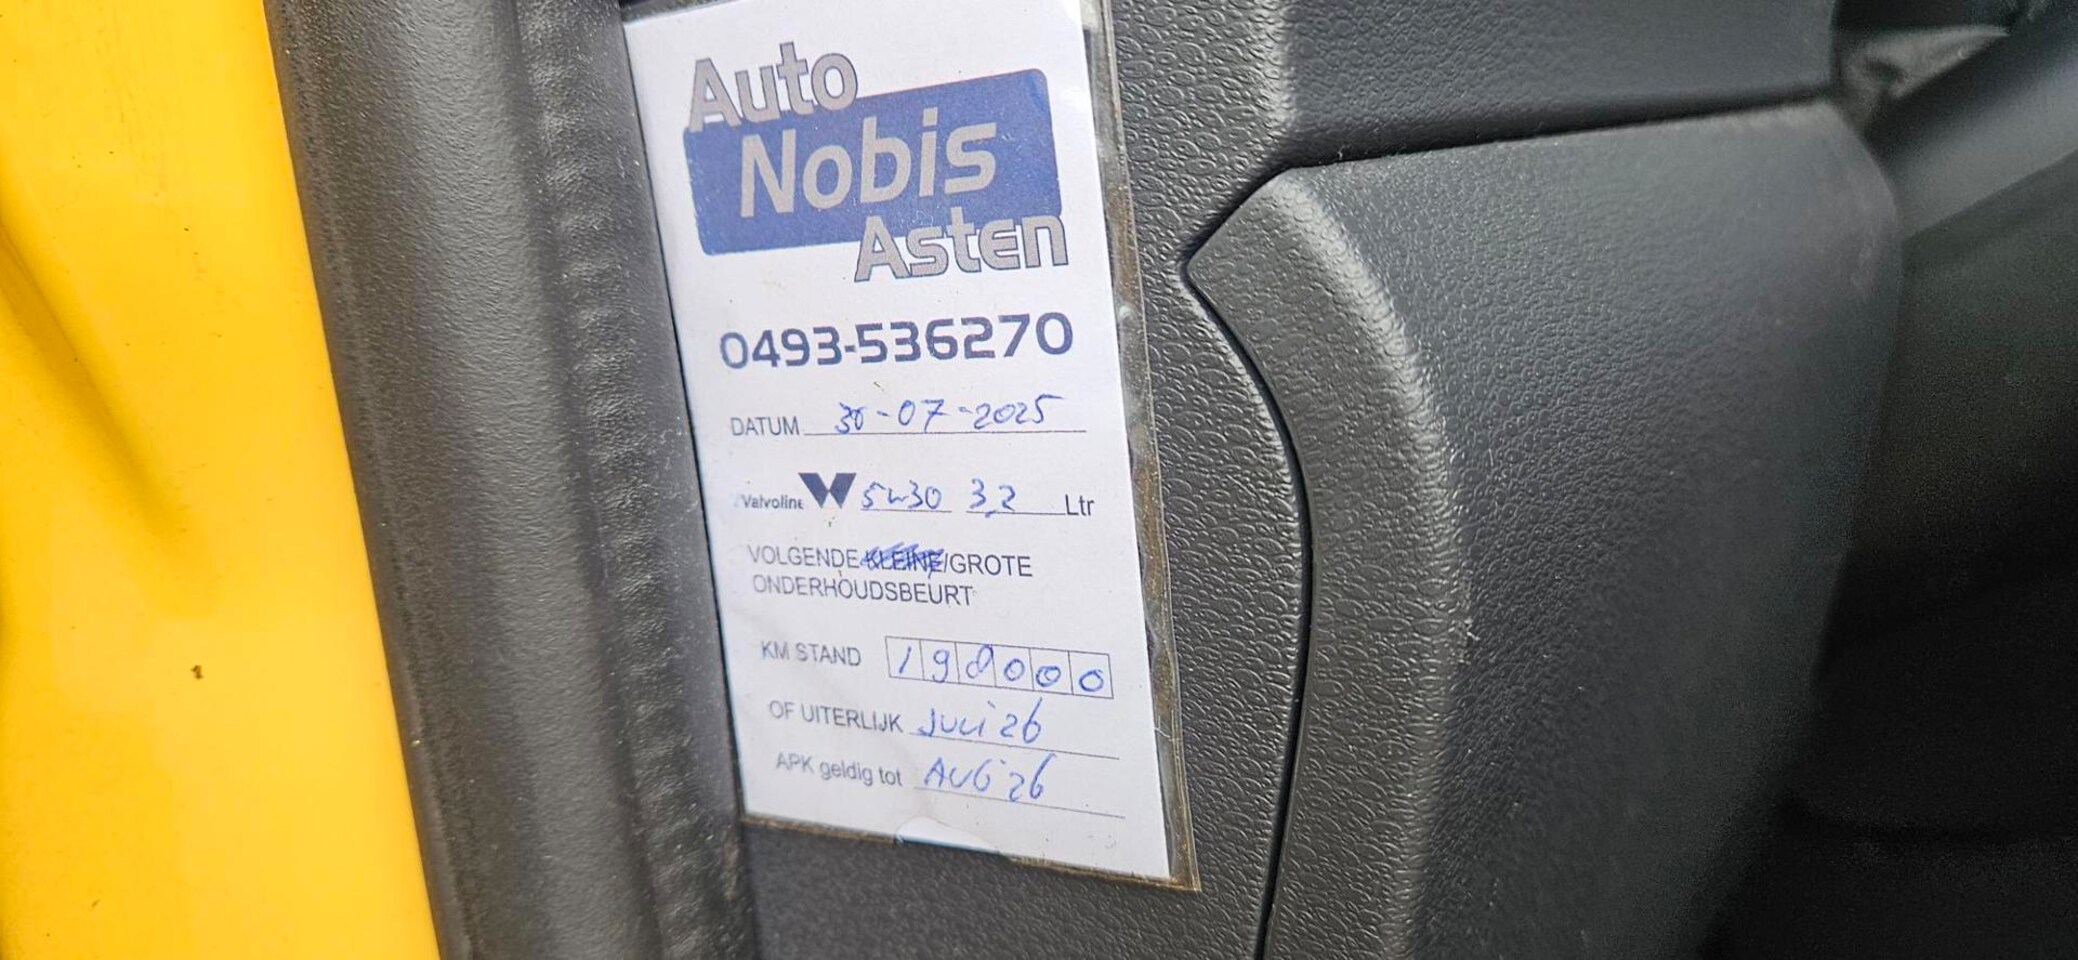 Auto
Nobis
Asten
0493-536270
DATUM 30-07-2025
Valvoline 5w30 3,2 Ltr
VOLGENDE KLEINE/GROTE
ONDERHOUDSBEURT
KM STAND 198000
OF UITERLIJK JULI 26
APK geldig tot AUG 26